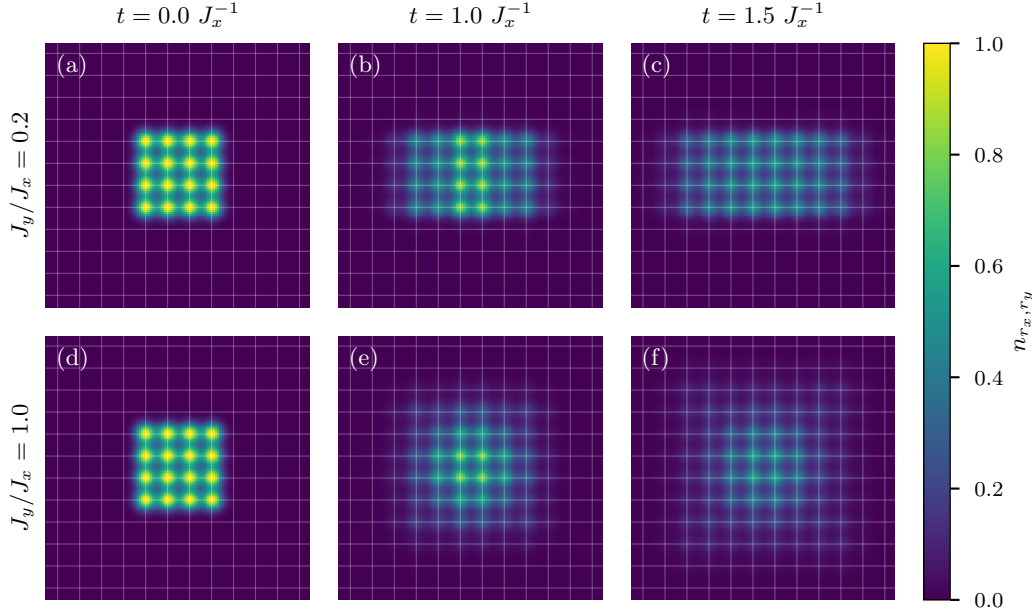 t = 0.0 J_x^{-1}
t = 1.0 J_x^{-1}
t = 1.5 J_x^{-1}
J_y/J_x = 0.2
(a)
(b)
(c)
J_y/J_x = 1.0
(d)
(e)
(f)
1.0
0.8
0.6
0.4
0.2
0.0
n_{r_x, r_y}